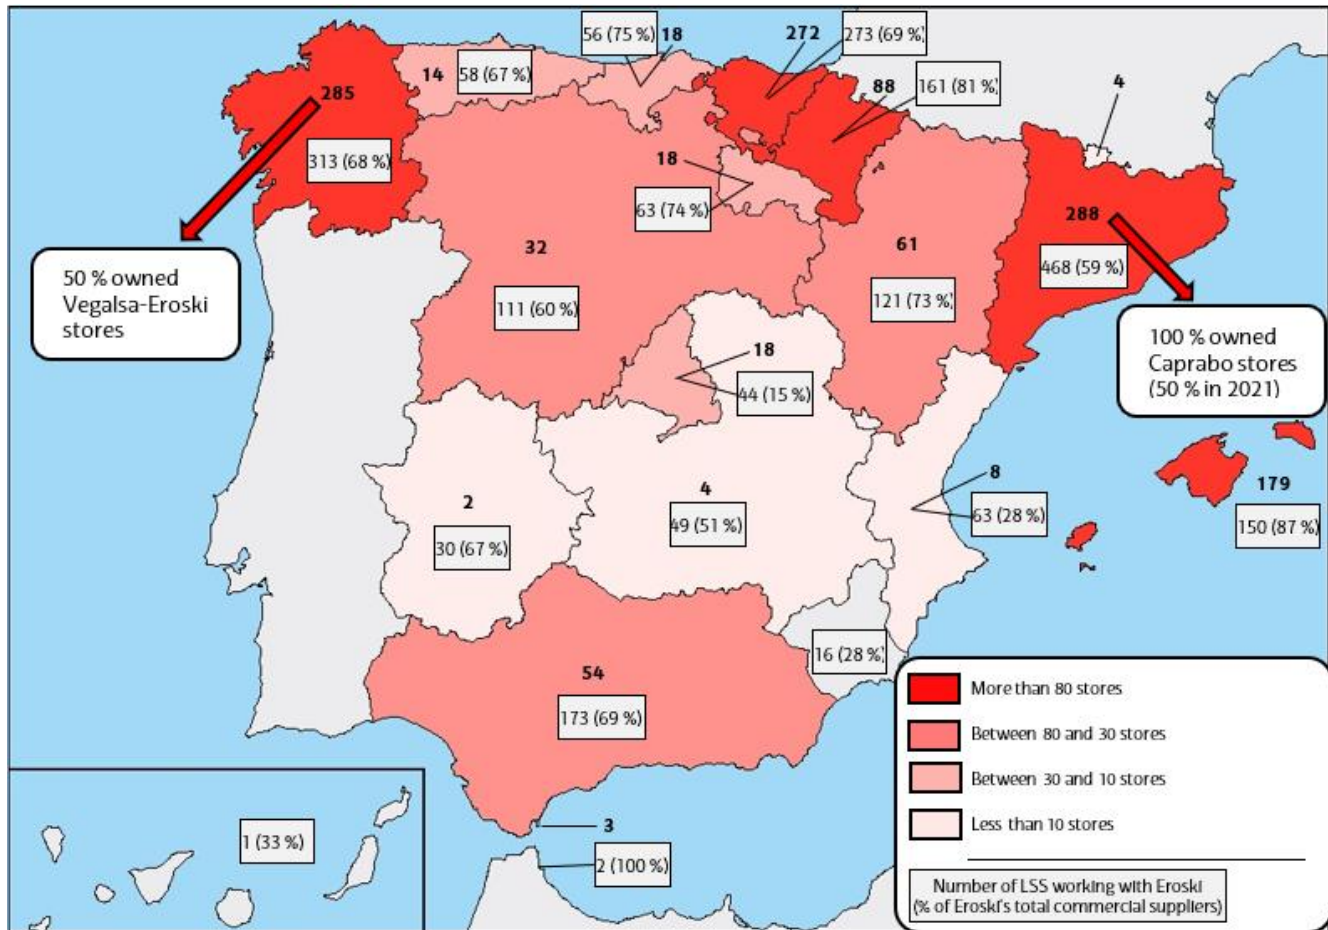 56 (75 %)
18
272
273 (69 %)
14
58 (67 %)
285
88
161 (81 %)
4
313 (68 %)
18
63 (74 %)
288
468 (59 %)
50 % owned
Vegalsa-Eroski
stores
32
111 (60 %)
61
121 (73 %)
100 % owned
Caprabo stores
(50 % in 2021)
18
44 (15 %)
2
30 (67 %)
4
49 (51 %)
8
63 (28 %)
179
150 (87 %)
16 (28 %)
54
173 (69 %)
3
2 (100 %)
1 (33 %)
More than 80 stores
Between 80 and 30 stores
Between 30 and 10 stores
Less than 10 stores
Number of LSS working with Eroski
(% of Eroski's total commercial suppliers)